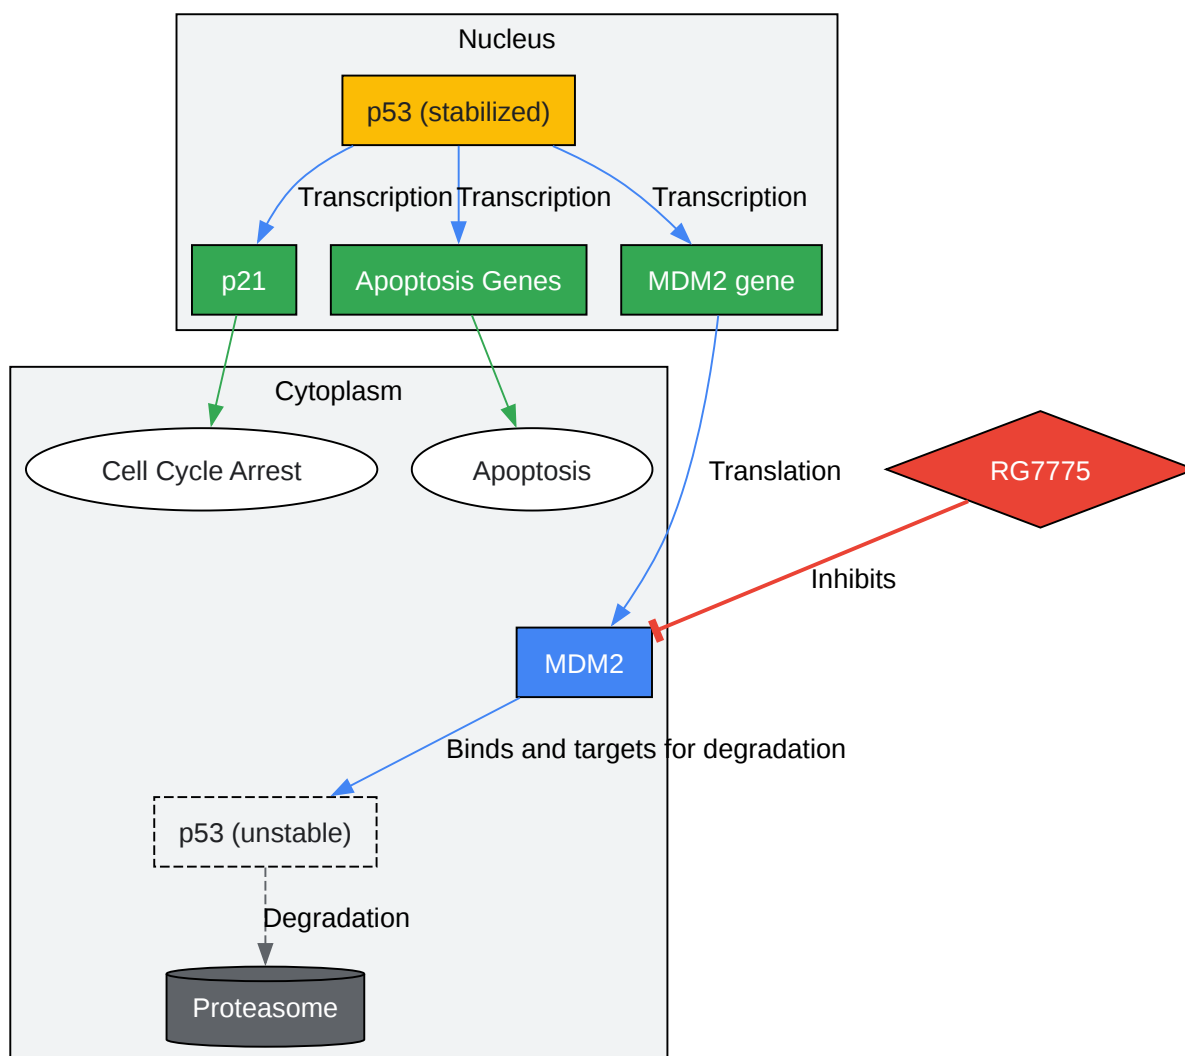 Nucleus
p53 (stabilized)
Transcription
Transcription
Transcription
p21
Apoptosis Genes
MDM2 gene
Cytoplasm
Cell Cycle Arrest
Apoptosis
Translation
RG7775
Inhibits
MDM2
Binds and targets for degradation
p53 (unstable)
Degradation
Proteasome